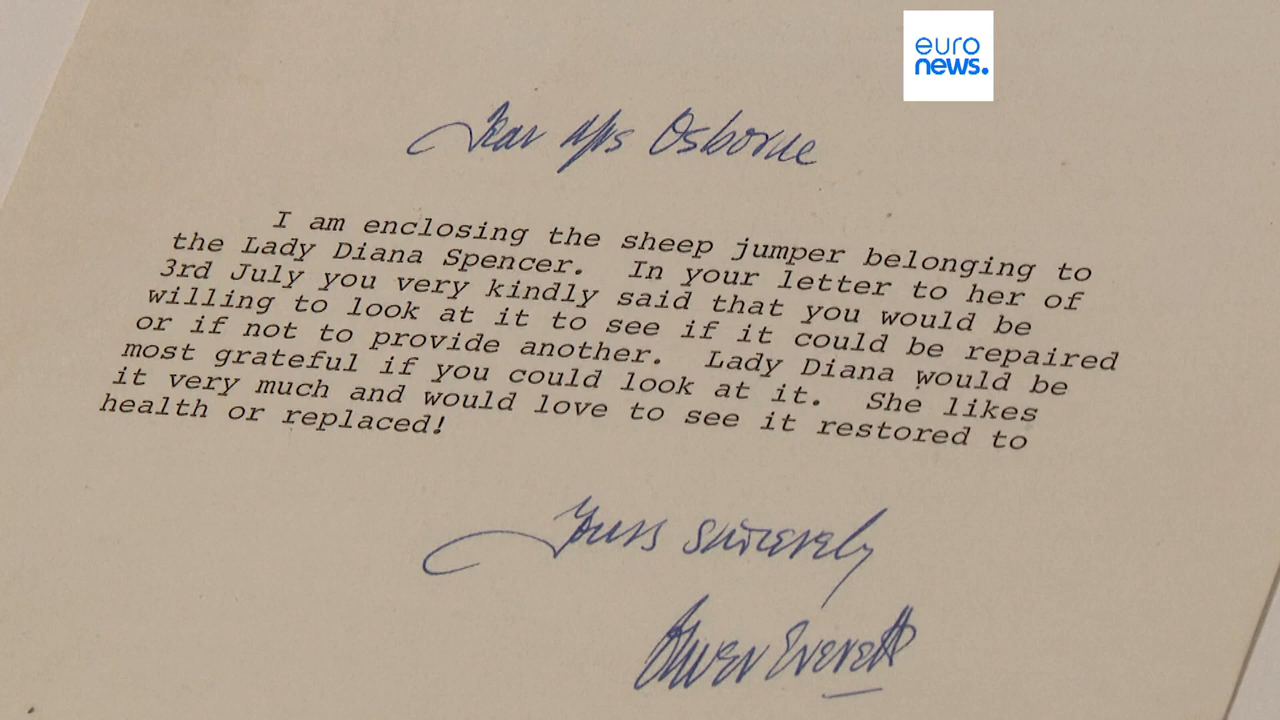 euro
news.
Dear Mrs Osborne
I am enclosing the sheep jumper belonging to
the Lady Diana Spencer. In your letter to her of
3rd July you very kindly said that you would be
willing to look at it to see if it could be repaired
or if not to provide another. Lady Diana would be
most grateful if you could look at it. She likes
it very much and would love to see it restored to
health or replaced!
Yours sincerely
Oliver Everett